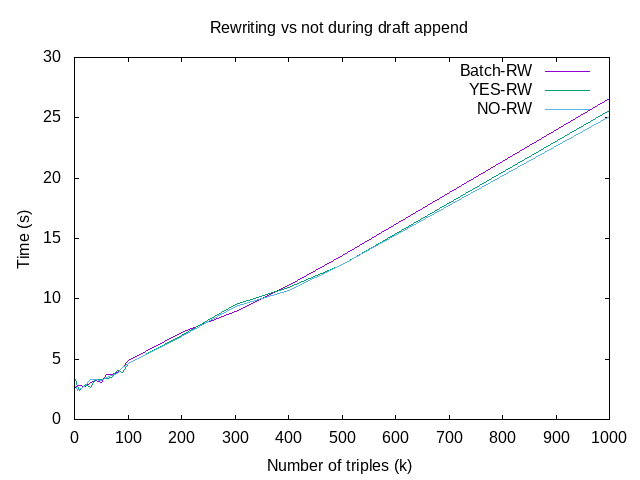 Rewriting vs not during draft append
30
25
20
15
10
5
0
Time (s)
Batch-RW
YES-RW
NO-RW
0 100 200 300 400 500 600 700 800 900 1000
Number of triples (k)